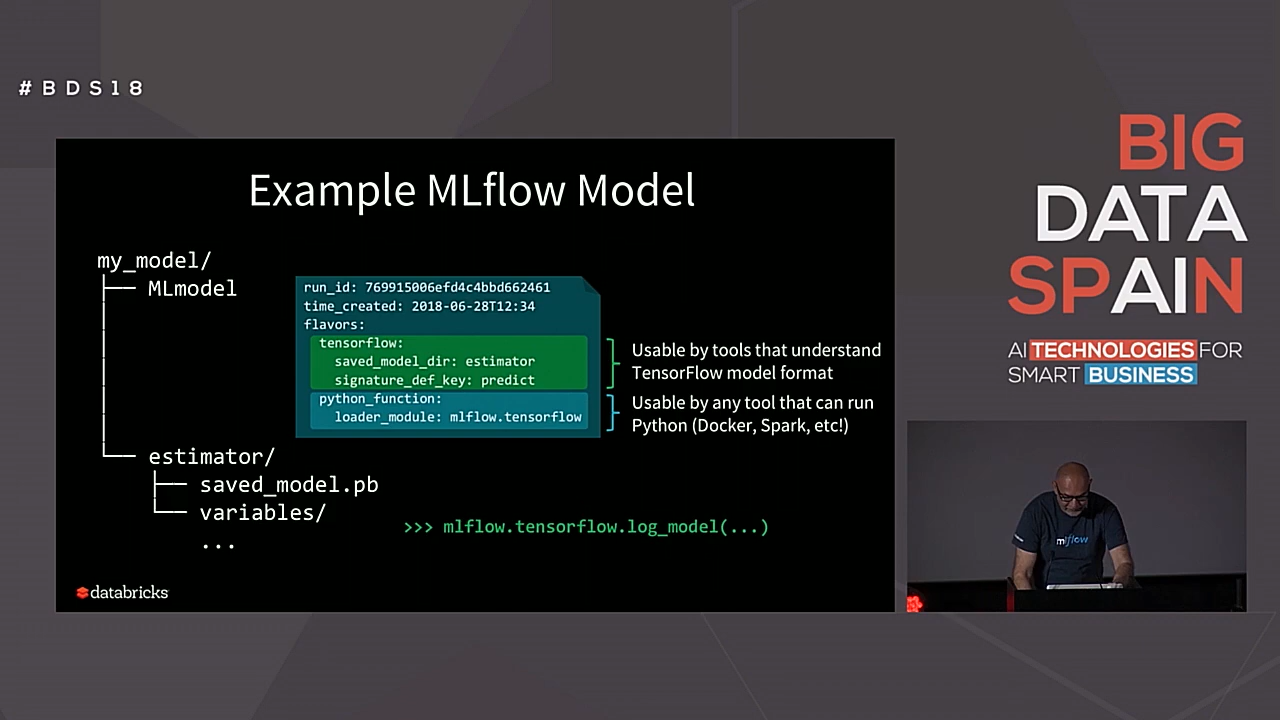 #BDS18
BIG
DATA
SPAIN
AI TECHNOLOGIES FOR
SMART BUSINESS
Example MLflow Model
my_model/
├── MLmodel
run_id: 769915006efd4c4bbd662461
time_created: 2018-06-28T12:34
flavors:
tensorflow:
saved_model_dir: estimator
signature_def_key: predict
python_function:
loader_module: mlflow.tensorflow
Usable by tools that understand
TensorFlow model format
Usable by any tool that can run
Python (Docker, Spark, etc!)
└── estimator/
├── saved_model.pb
└── variables/
...
>>> mlflow.tensorflow.log_model(...)
databricks
mlflow